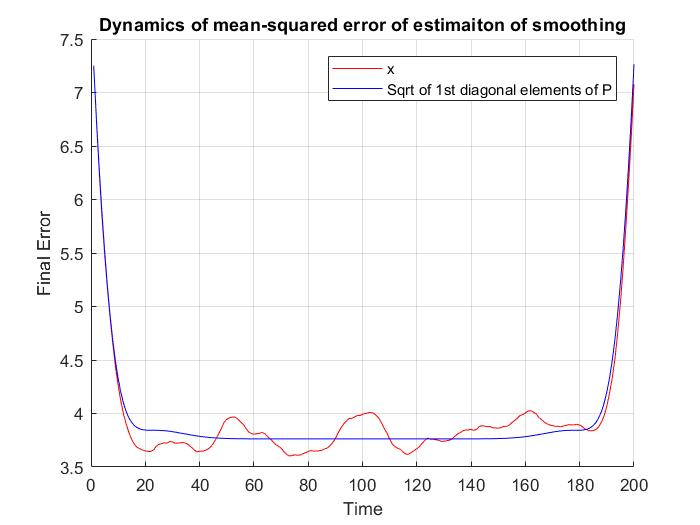 Dynamics of mean-squared error of estimaiton of smoothing
7.5
7
6.5
6
5.5
5
4.5
4
3.5
Final Error
x
Sqrt of 1st diagonal elements of P
0 20 40 60 80 100 120 140 160 180 200
Time